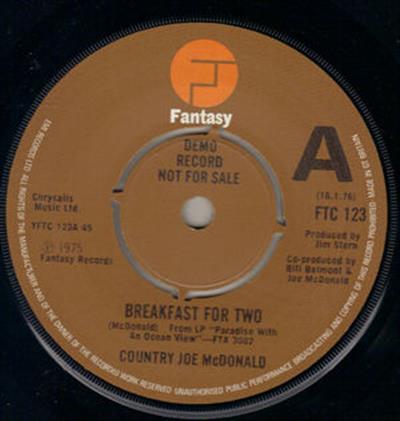 Fantasy
DEMO
RECORD
NOT FOR SALE
A
(16.1.76)
FTC 123
Chrysalis
Music Ltd.
YFTC 123A 45
Ⓟ 1975
Fantasy Records
Produced by
Jim Stern
Co-produced by
Bill Belmont &
Joe McDonald
BREAKFAST FOR TWO
(McDonald) From LP "Paradise With
An Ocean View"—FTA 3002
COUNTRY JOE McDONALD
EMI RECORDS LTD. ALL RIGHTS OF THE MANUFACTURER AND OF THE OWNER OF THE RECORDED WORK RESERVED UNAUTHORISED PUBLIC PERFORMANCE BROADCASTING AND COPYING OF THIS RECORD PROHIBITED MADE IN GT BRITAIN